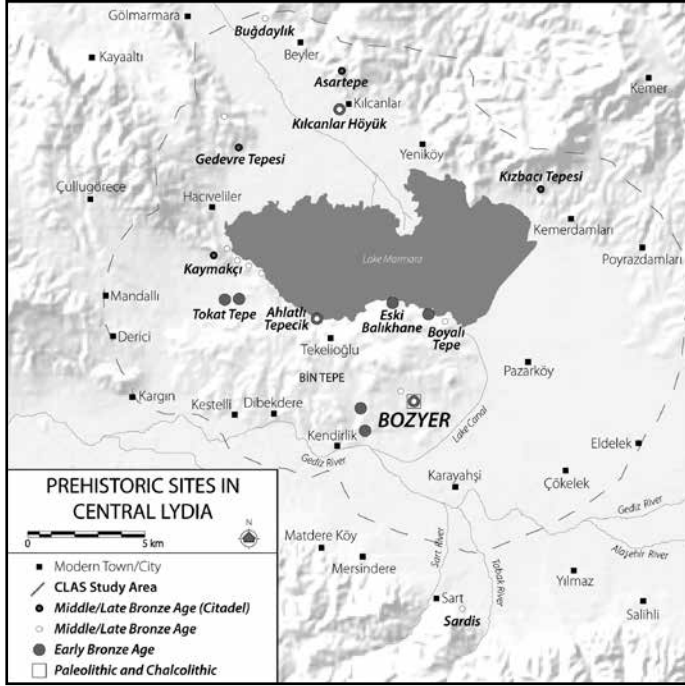 Gölmarmara
Buğdaylık
Beyler
Kayaaltı
Asartepe
Kemer
Kılcanlar
Kılcanlar Höyük
Yeniköy
Gedevre Tepesi
Kızbacı Tepesi
Çullugörece
Hacıveliler
Kemerdamları
Poyrazdamları
Lake Marmara
Kaymakçı
Mandallı
Tokat Tepe
Ahlatlı
Tepecik
Eski
Balıkhane
Boyalı
Tepe
Derici
Tekelioğlu
Pazarköy
BİN TEPE
Kargın
Kestelli
Dibekdere
BOZYER
Lake Canal
Kendirlik
Gediz River
Eldelek
Karayahşi
Çökelek
Gediz River
Alaşehir River
PREHISTORIC SITES IN
CENTRAL LYDIA
0 5 km
N
Modern Town/City
CLAS Study Area
Middle/Late Bronze Age (Citadel)
Middle/Late Bronze Age
Early Bronze Age
Paleolithic and Chalcolithic
Matdere Köy
Mersindere
Sart River
Tabak River
Yılmaz
Sart
Sardis
Salihli